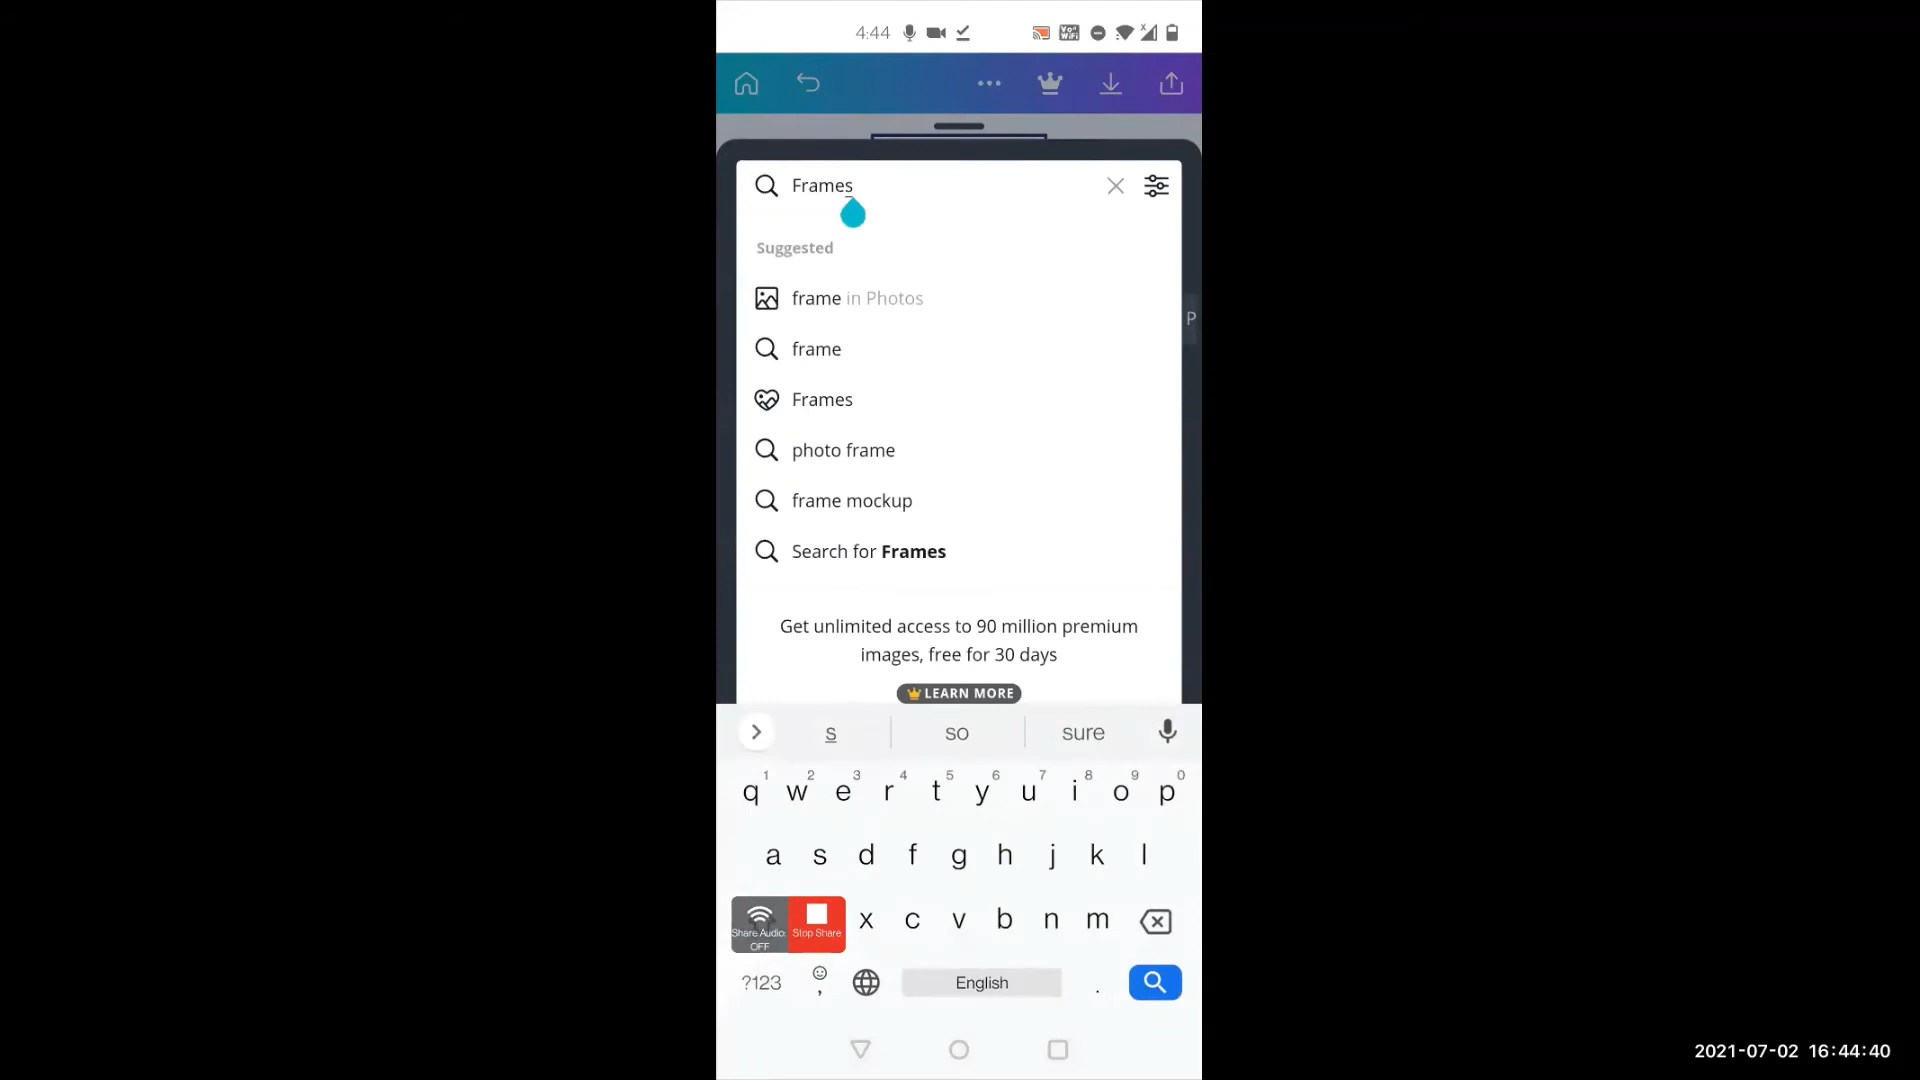 4:44
Frames
Suggested
frame in Photos
P
frame
Frames
photo frame
frame mockup
Search for Frames
Get unlimited access to 90 million premium
images, free for 30 days
LEARN MORE
s so sure
1 2 3 4 5 6 7 8 9 0
q w e r t y u i o p
a s d f g h j k l
Share Audio: OFF
Stop Share
x c v b n m
?123 , English .
2021-07-02 16:44:40